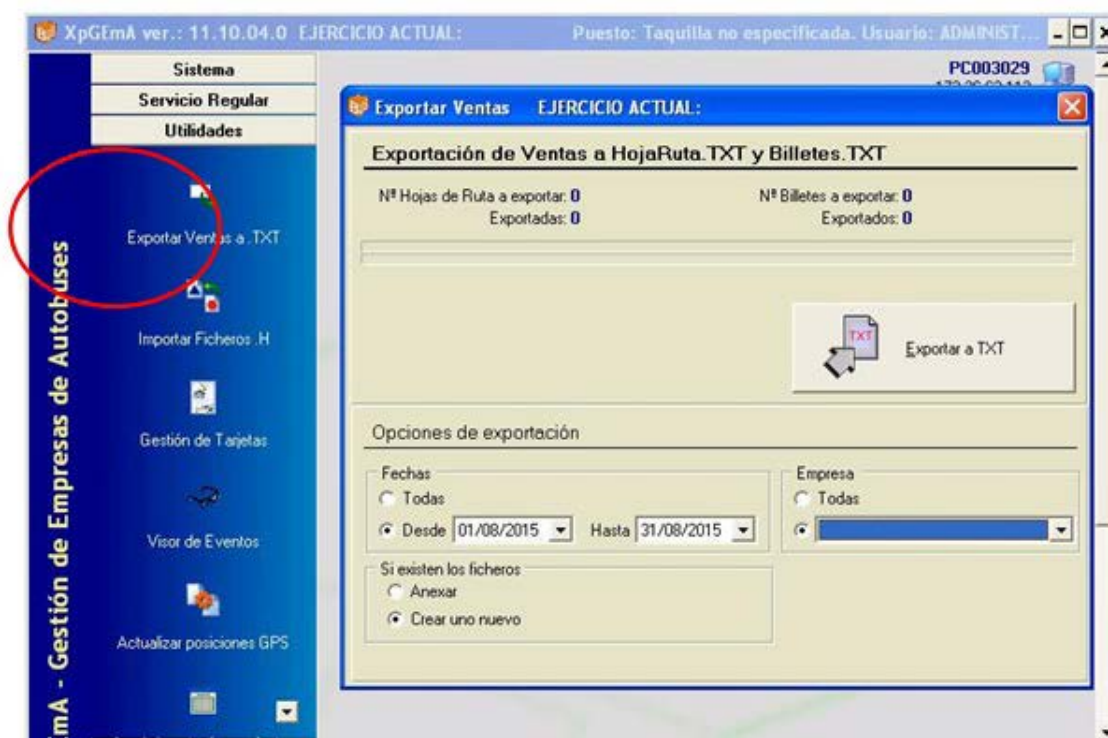 XpGEmA ver.: 11.10.04.0 EJERCICIO ACTUAL: Puesto: Taquilla no especificada. Usuario: ADMINIST...
Sistema
Servicio Regular
Utilidades
PC003029
Exportar Ventas a .TXT
Importar Ficheros .H
Gestión de Tarjetas
Visor de Eventos
Actualizar posiciones GPS
mA - Gestión de Empresas de Autobuses
Exportar Ventas EJERCICIO ACTUAL:
Exportación de Ventas a HojaRuta.TXT y Billetes.TXT
Nº Hojas de Ruta a exportar: 0 Nº Billetes a exportar: 0
Exportadas: 0 Exportados: 0
TXT
Exportar a TXT
Opciones de exportación
Fechas
Todas
Desde 01/08/2015 Hasta 31/08/2015
Empresa
Todas
Si existen los ficheros
Anexar
Crear uno nuevo